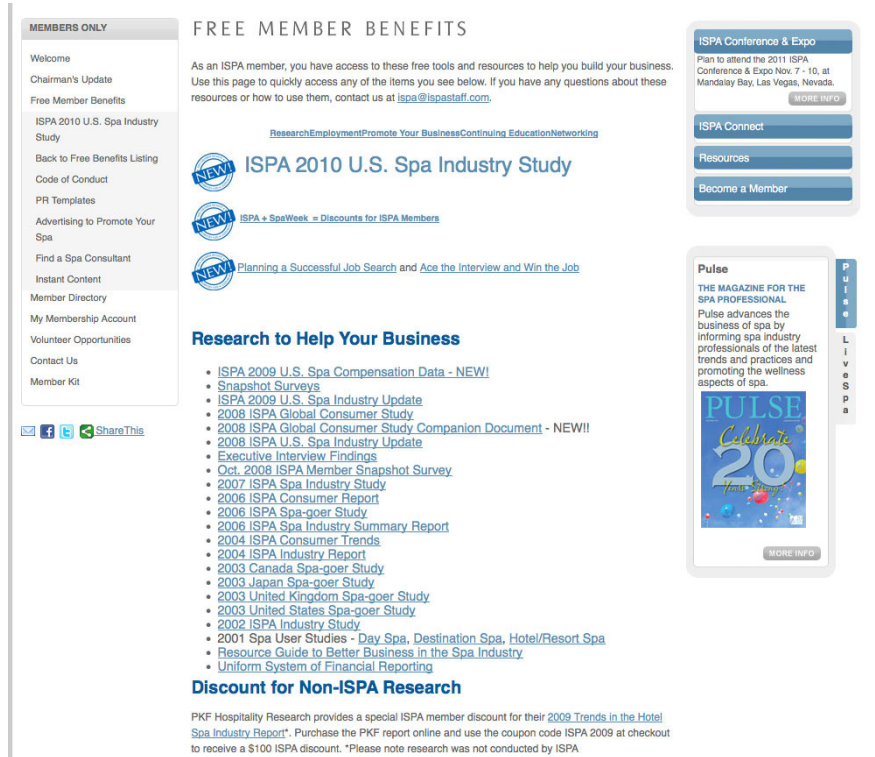 MEMBERS ONLY
Welcome
Chairman's Update
Free Member Benefits
ISPA 2010 U.S. Spa Industry
Study
Back to Free Benefits Listing
Code of Conduct
PR Templates
Advertising to Promote Your
Spa
Find a Spa Consultant
Instant Content
Member Directory
My Membership Account
Volunteer Opportunities
Contact Us
Member Kit
ShareThis
FREE MEMBER BENEFITS
As an ISPA member, you have access to these free tools and resources to help you build your business.
Use this page to quickly access any of the items you see below. If you have any questions about these
resources or how to use them, contact us at ispa@ispastaff.com.
ResearchEmploymentPromote Your BusinessContinuing EducationNetworking
NEW! ISPA 2010 U.S. Spa Industry Study
NEW! ISPA + SpaWeek = Discounts for ISPA Members
NEW! Planning a Successful Job Search and Ace the Interview and Win the Job
Research to Help Your Business
• ISPA 2009 U.S. Spa Compensation Data - NEW!
• Snapshot Surveys
• ISPA 2009 U.S. Spa Industry Update
• 2008 ISPA Global Consumer Study
• 2008 ISPA Global Consumer Study Companion Document - NEW!!
• 2008 ISPA U.S. Spa Industry Update
• Executive Interview Findings
• Oct. 2008 ISPA Member Snapshot Survey
• 2007 ISPA Spa Industry Study
• 2006 ISPA Consumer Report
• 2006 ISPA Spa-goer Study
• 2006 ISPA Spa Industry Summary Report
• 2004 ISPA Consumer Trends
• 2004 ISPA Industry Report
• 2003 Canada Spa-goer Study
• 2003 Japan Spa-goer Study
• 2003 United Kingdom Spa-goer Study
• 2003 United States Spa-goer Study
• 2002 ISPA Industry Study
• 2001 Spa User Studies - Day Spa, Destination Spa, Hotel/Resort Spa
• Resource Guide to Better Business in the Spa Industry
• Uniform System of Financial Reporting
Discount for Non-ISPA Research
PKF Hospitality Research provides a special ISPA member discount for their 2009 Trends in the Hotel
Spa Industry Report*. Purchase the PKF report online and use the coupon code ISPA 2009 at checkout
to receive a $100 ISPA discount. *Please note research was not conducted by ISPA
ISPA Conference & Expo
Plan to attend the 2011 ISPA
Conference & Expo Nov. 7 - 10, at
Mandalay Bay, Las Vegas, Nevada.
MORE INFO
ISPA Connect
Resources
Become a Member
Pulse
THE MAGAZINE FOR THE
SPA PROFESSIONAL
Pulse advances the
business of spa by
informing spa industry
professionals of the latest
trends and practices and
promoting the wellness
aspects of spa.
PULSE
Celebrate
20
Years Strong!
MORE INFO
Pulse
LiveSpa